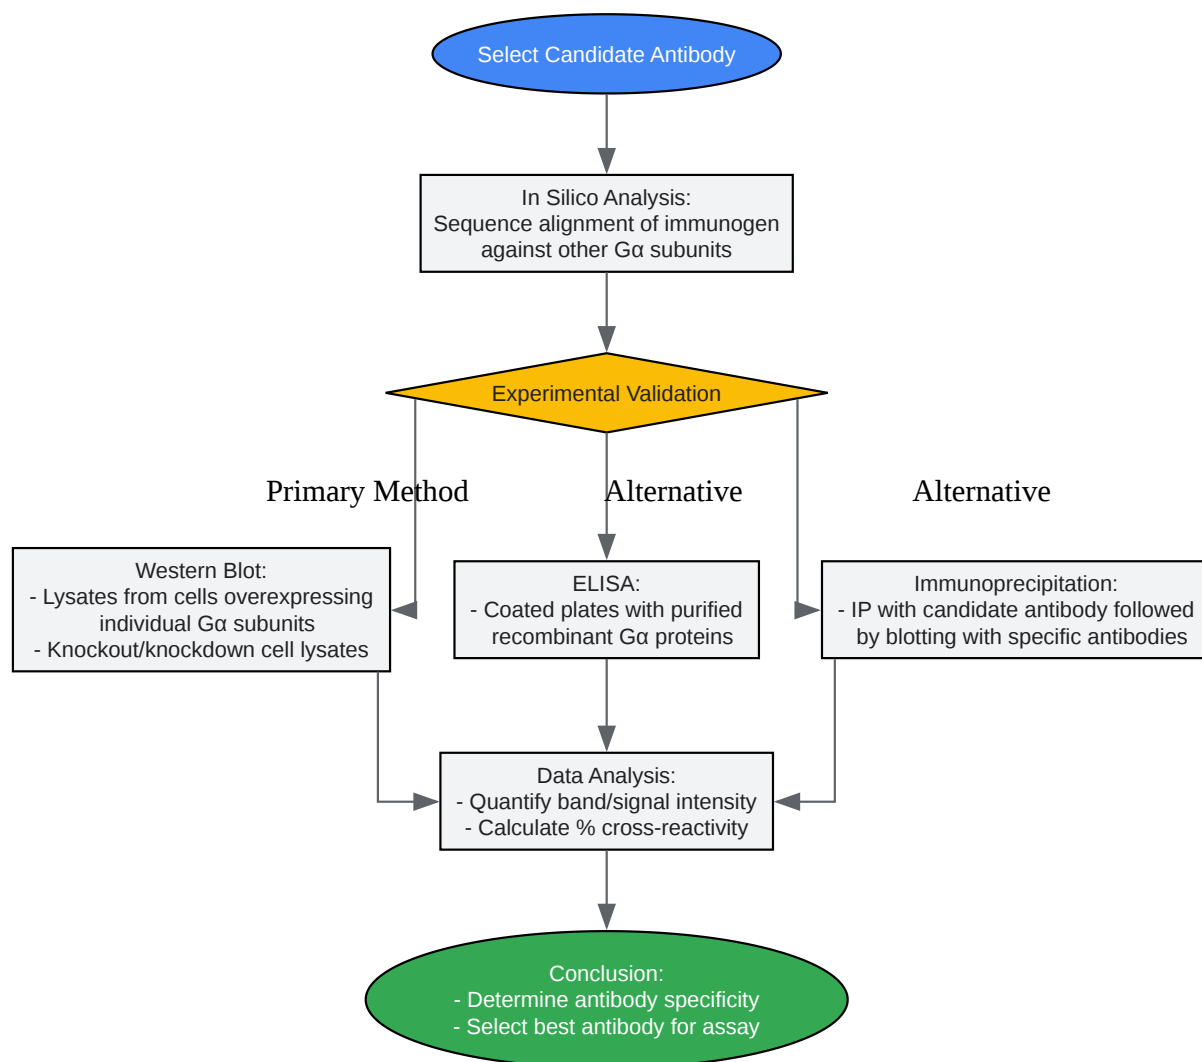 Select Candidate Antibody
In Silico Analysis:
Sequence alignment of immunogen
against other Gα subunits
Experimental Validation
Primary Method
Alternative
Alternative
Western Blot:
- Lysates from cells overexpressing
individual Gα subunits
- Knockout/knockdown cell lysates
ELISA:
- Coated plates with purified
recombinant Gα proteins
Immunoprecipitation:
- IP with candidate antibody followed
by blotting with specific antibodies
Data Analysis:
- Quantify band/signal intensity
- Calculate % cross-reactivity
Conclusion:
- Determine antibody specificity
- Select best antibody for assay